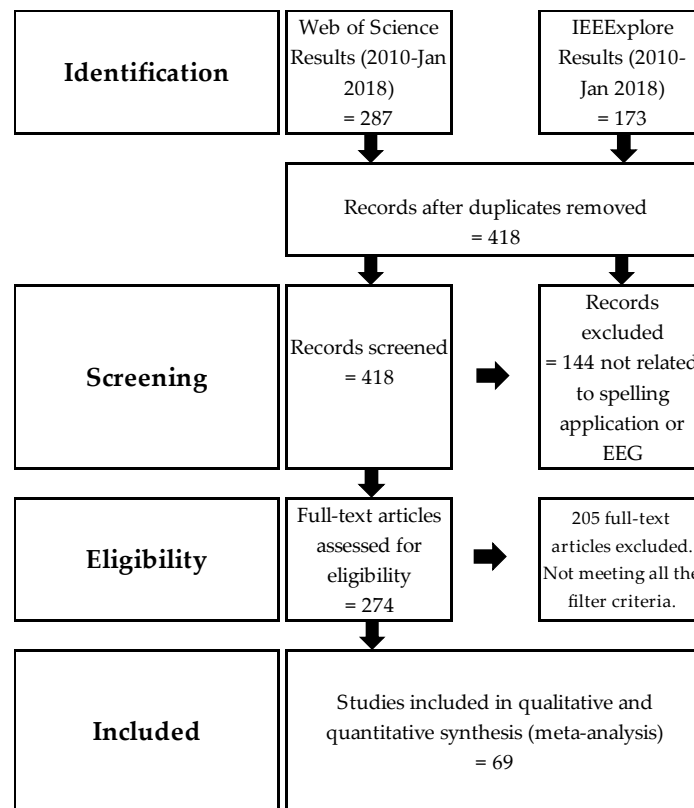 Identification
Web of Science
Results (2010-Jan
2018)
= 287
IEEExplore
Results (2010-
Jan 2018)
= 173
Records after duplicates removed
= 418
Screening
Records screened
= 418
Records
excluded
= 144 not related
to spelling
application or
EEG
Eligibility
Full-text articles
assessed for
eligibility
= 274
205 full-text
articles excluded.
Not meeting all the
filter criteria.
Included
Studies included in qualitative and
quantitative synthesis (meta-analysis)
= 69